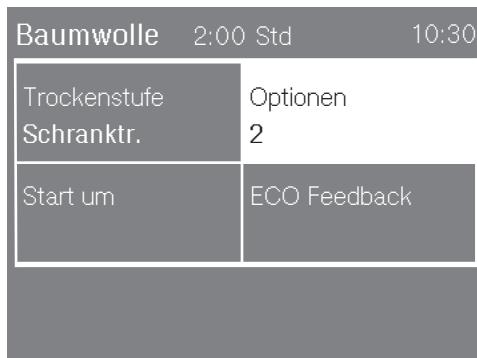 Baumwolle 2:00 Std 10:30
Trockenstufe Optionen
Schranktr. 2
Start um ECO Feedback